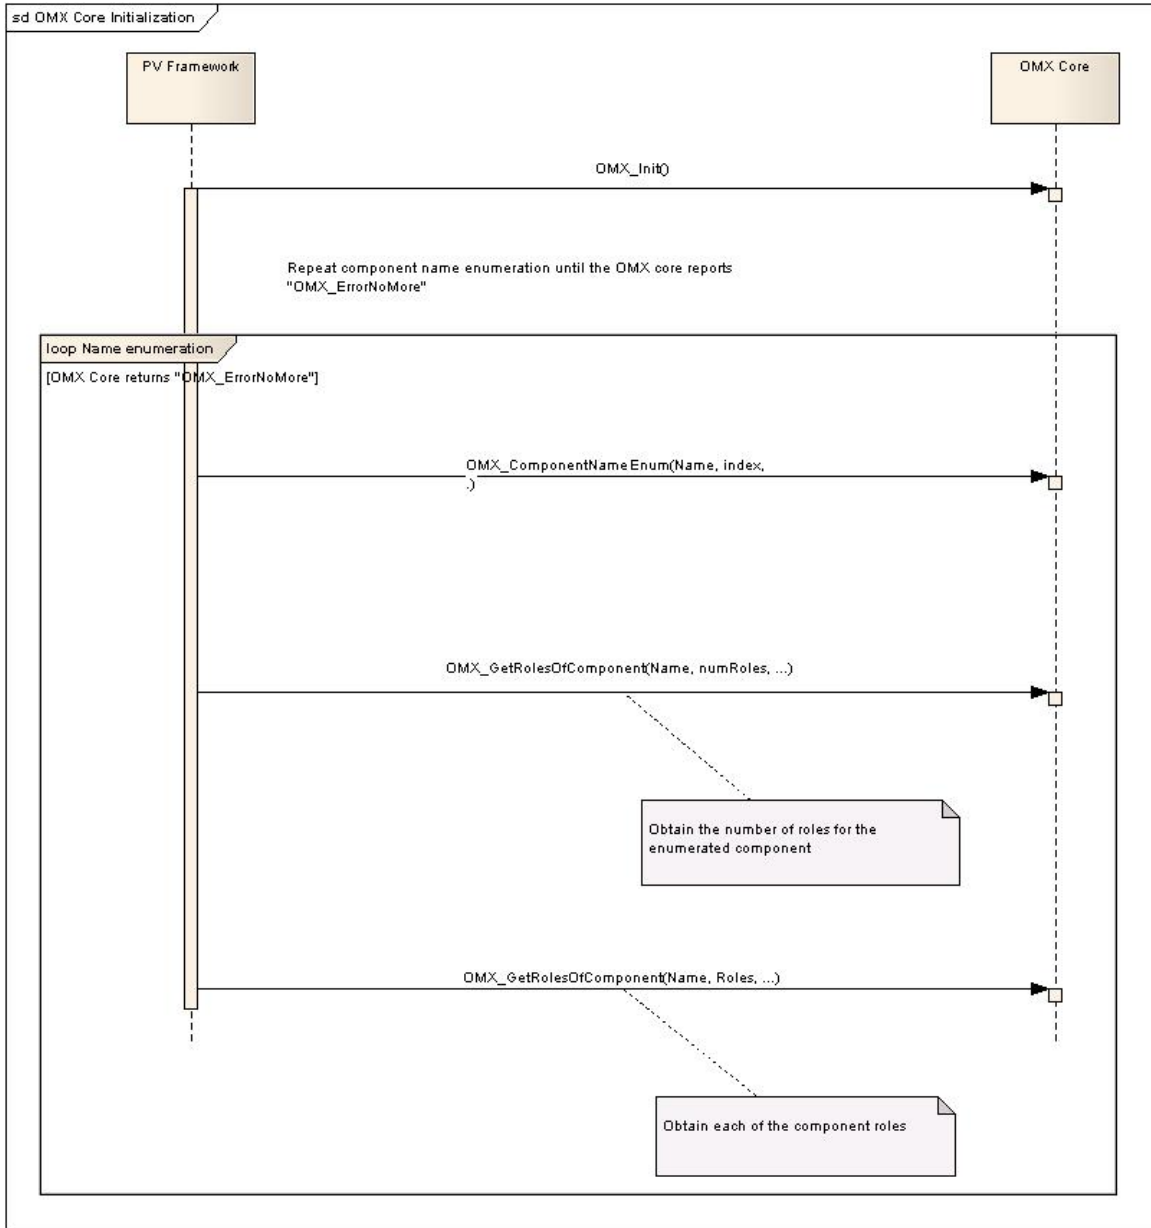 sd OMX Core Initialization
PV Framework
OMX Core
OMX_Init()
Repeat component name enumeration until the OMX core reports
"OMX_ErrorNoMore"
loop Name enumeration
[OMX Core returns "OMX_ErrorNoMore"]
OMX_ComponentNameEnum(Name, index,
.)
OMX_GetRolesOfComponent(Name, numRoles, ...)
Obtain the number of roles for the
enumerated component
OMX_GetRolesOfComponent(Name, Roles, ...)
Obtain each of the component roles